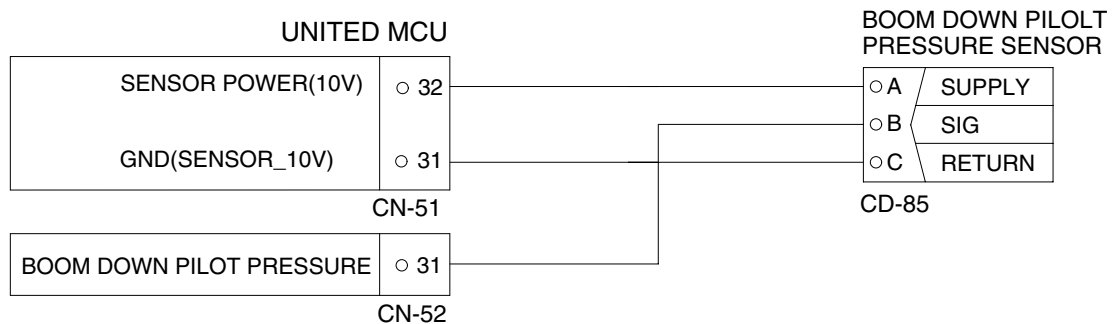 UNITED MCU
BOOM DOWN PILOLT
PRESSURE SENSOR
SENSOR POWER(10V)
32
A
SUPPLY
B
SIG
GND(SENSOR_10V)
31
C
RETURN
CN-51
CD-85
BOOM DOWN PILOT PRESSURE
31
CN-52